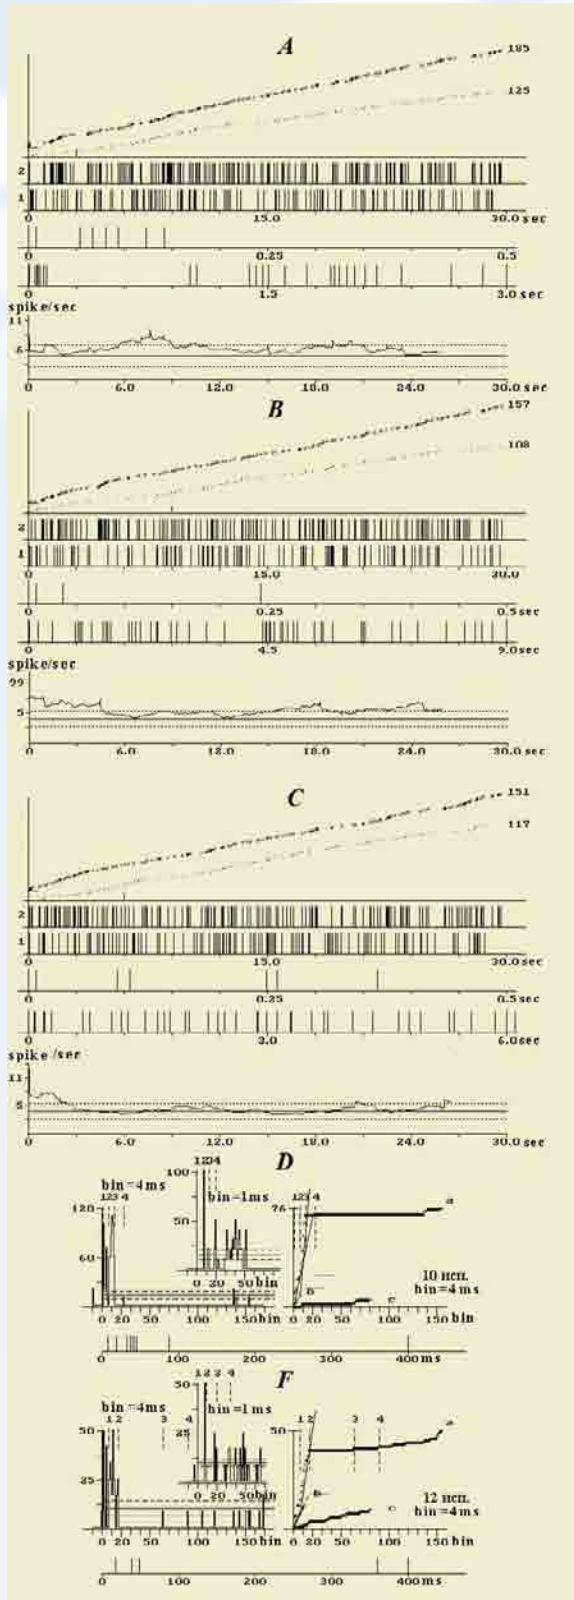 A
185
125
2
1
0 15.0 30.0 sec
0 0.25 0.5
0 1.5 3.0 sec
spike/sec
11
6
0 6.0 12.0 18.0 24.0 30.0 sec
B
157
108
2
1
0 15.0 30.0
0 0.25 0.5 sec
0 4.5 9.0 sec
spike/sec
99
5
0 6.0 12.0 18.0 24.0 30.0 sec
C
151
117
2
1
0 15.0 30.0 sec
0 0.25 0.5 sec
0 3.0 6.0 sec
spike /sec
11
5
0 6.0 12.0 18.0 24.0 30.0 sec
D
bin=4ms
123 4
120
60
0 20 50 100 150 bin
1234
100
bin=1ms
50
0 20 50 bin
76
123 4
a
в
c
10 исп.
bin=4ms
0 20 50 100 150 bin
0 100 200 300 400 ms
F
bin=4ms
1 2 3 4
50
25
0 20 50 100 150 bin
1 2 3 4
50
bin=1ms
25
0 20 50 bin
50
1 2 3 4
a
b
c
12 исп.
bin=4ms
0 20 50 100 150 bin
0 100 200 300 400 ms